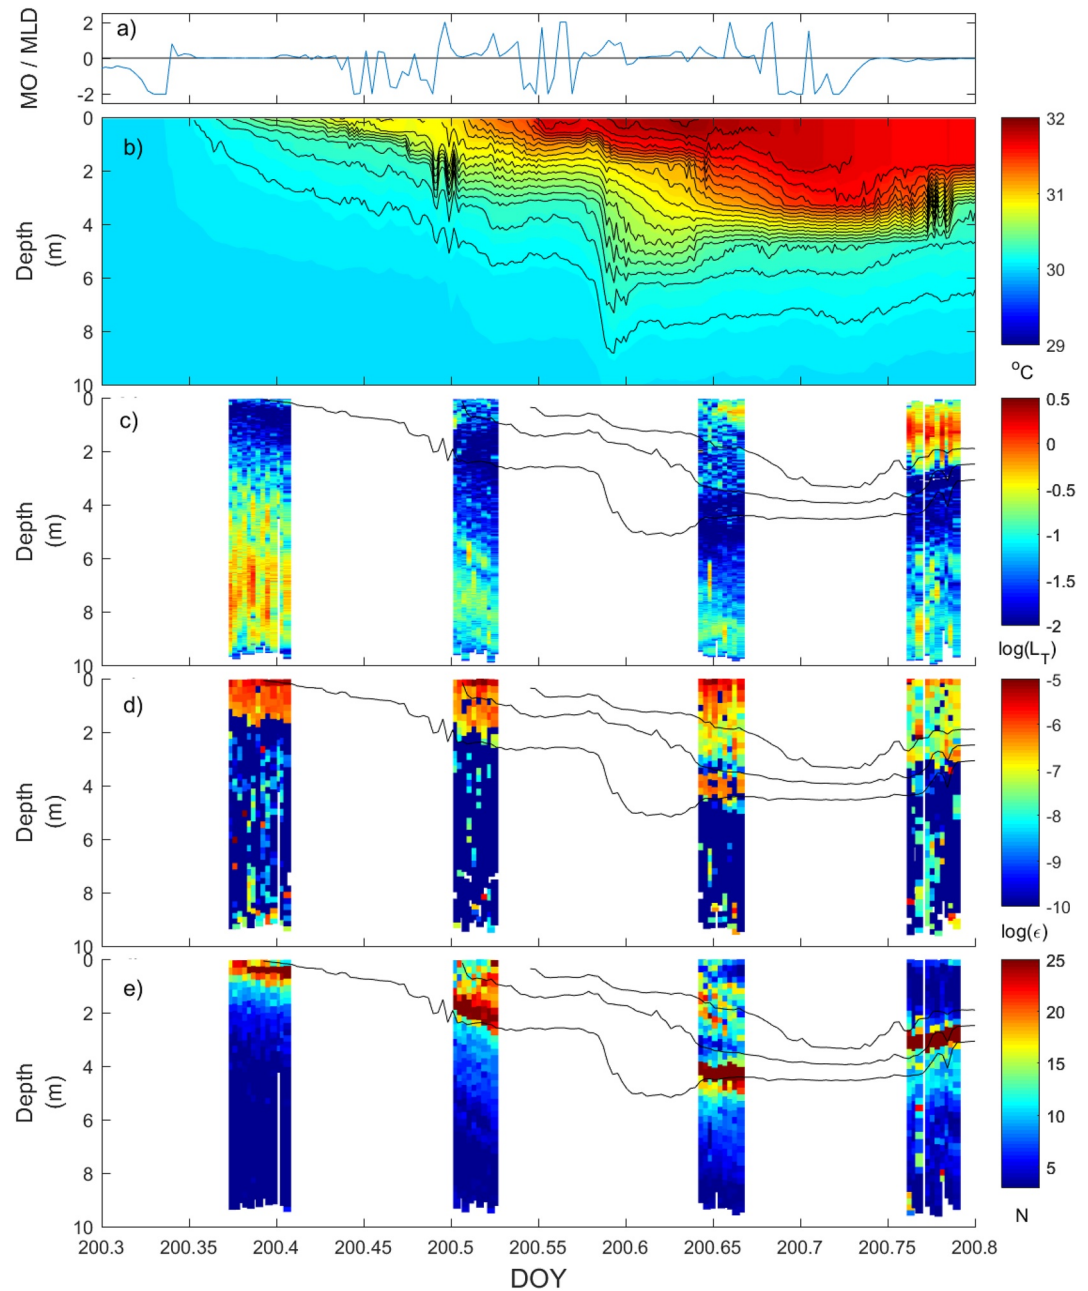 a)
MO / MLD
2
0
-2
b)
Depth
(m)
0
2
4
6
8
10
32
31
30
29
°C
c)
Depth
(m)
0
2
4
6
8
10
0.5
0
-0.5
-1
-1.5
-2
log(L_T)
d)
Depth
(m)
0
2
4
6
8
10
-5
-6
-7
-8
-9
-10
log(ϵ)
e)
Depth
(m)
0
2
4
6
8
10
25
20
15
10
5
N
200.3 200.35 200.4 200.45 200.5 200.55 200.6 200.65 200.7 200.75 200.8
DOY